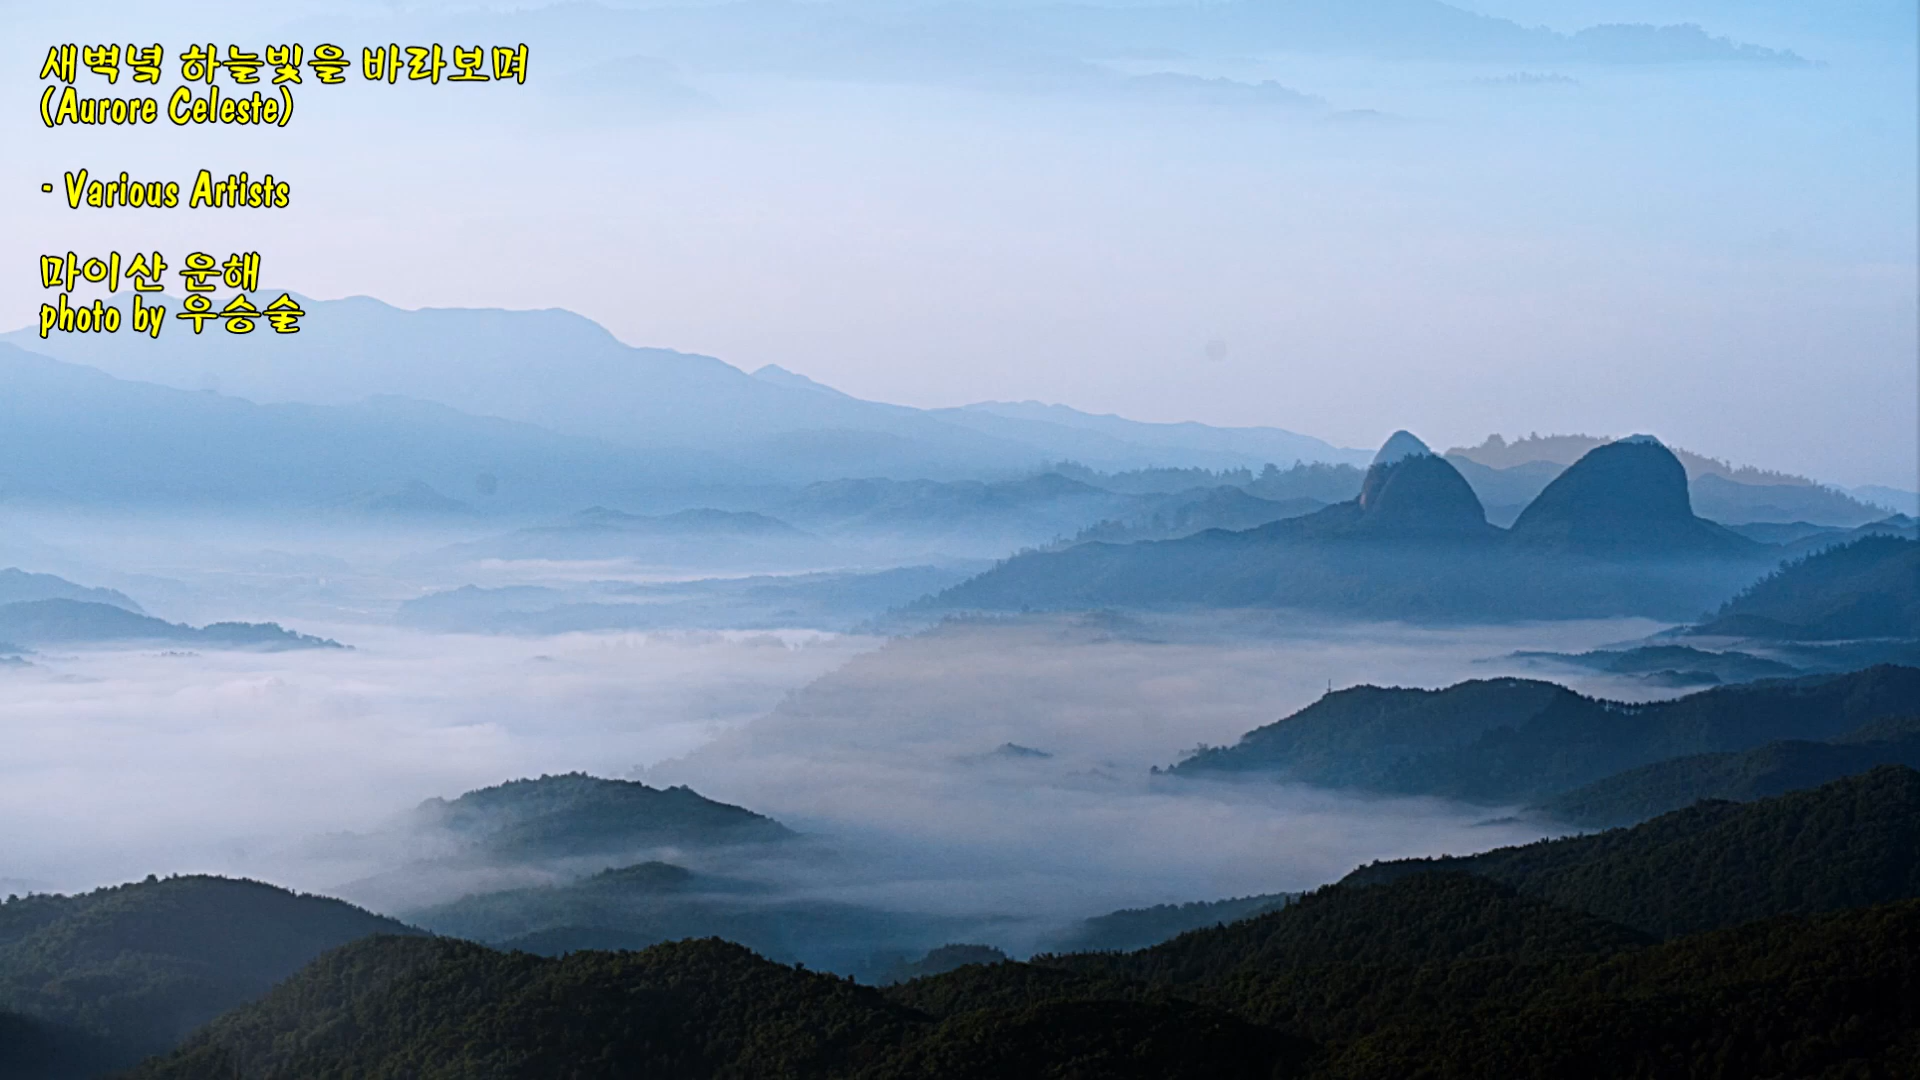 새벽녘 하늘빛을 바라보며
(Aurore Celeste)
- Various Artists
마이산 운해
photo by 우승술